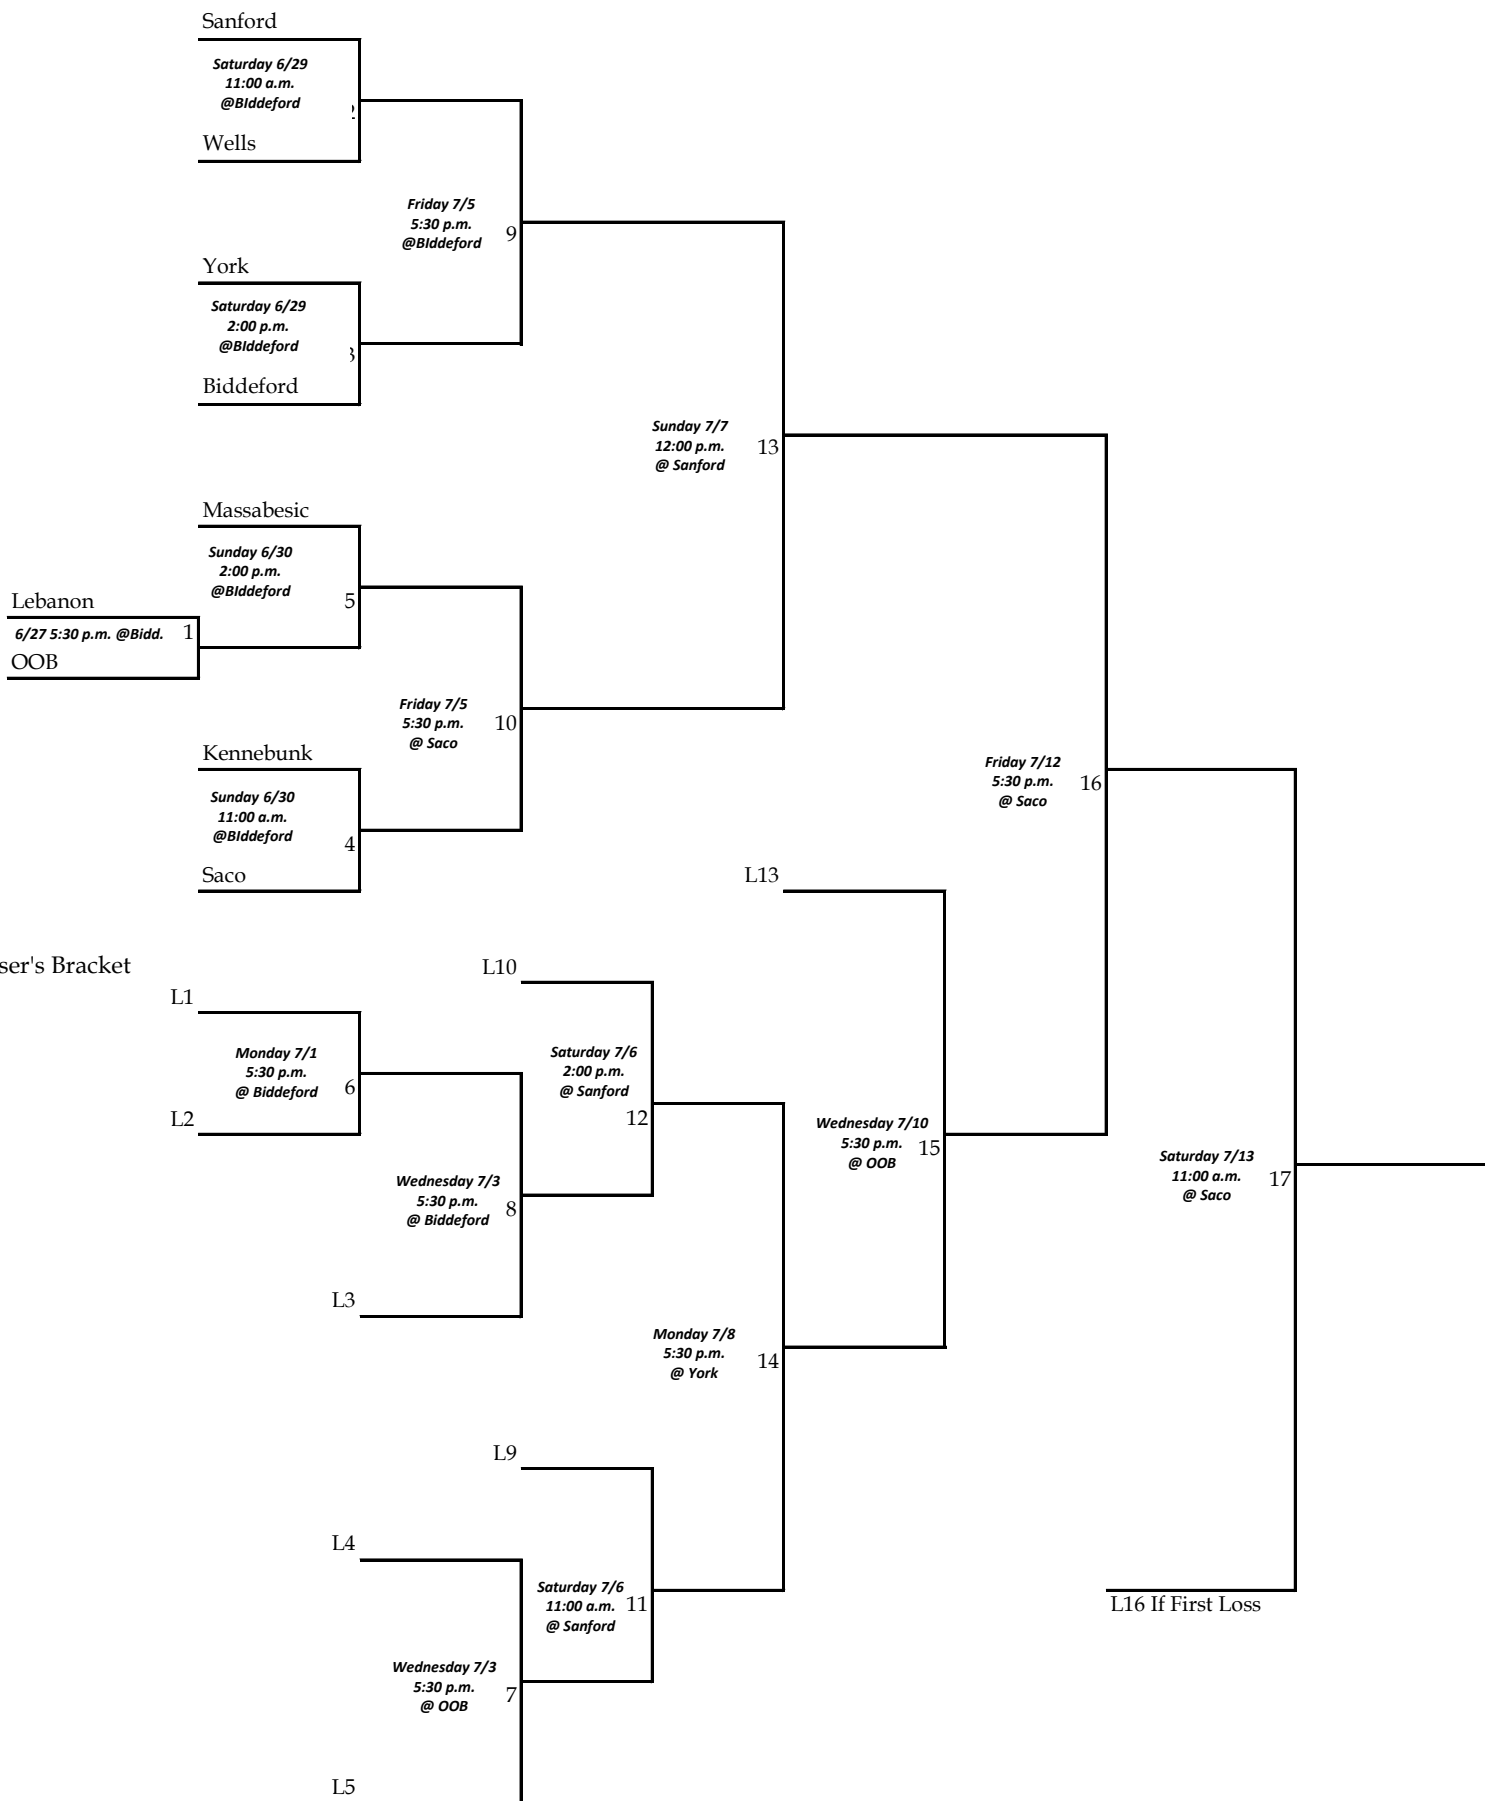 Sanford
Saturday 6/29
11:00 a.m.
@BIddeford
2
Wells
Friday 7/5
5:30 p.m.
@BIddeford
9
York
Saturday 6/29
2:00 p.m.
@BIddeford
3
Biddeford
Sunday 7/7
12:00 p.m.
@ Sanford
13
Massabesic
Sunday 6/30
2:00 p.m.
@BIddeford
5
Lebanon
6/27 5:30 p.m. @Bidd.
1
OOB
Friday 7/5
5:30 p.m.
@ Saco
10
Kennebunk
Sunday 6/30
11:00 a.m.
@BIddeford
4
Saco
Friday 7/12
5:30 p.m.
@ Saco
16
L13
ser's Bracket
L10
L1
Monday 7/1
5:30 p.m.
@ Biddeford
6
L2
Saturday 7/6
2:00 p.m.
@ Sanford
12
Wednesday 7/10
5:30 p.m.
@ OOB
15
Wednesday 7/3
5:30 p.m.
@ Biddeford
8
Saturday 7/13
11:00 a.m.
@ Saco
17
L3
Monday 7/8
5:30 p.m.
@ York
14
L9
L4
Saturday 7/6
11:00 a.m.
@ Sanford
11
L16 If First Loss
Wednesday 7/3
5:30 p.m.
@ OOB
7
L5